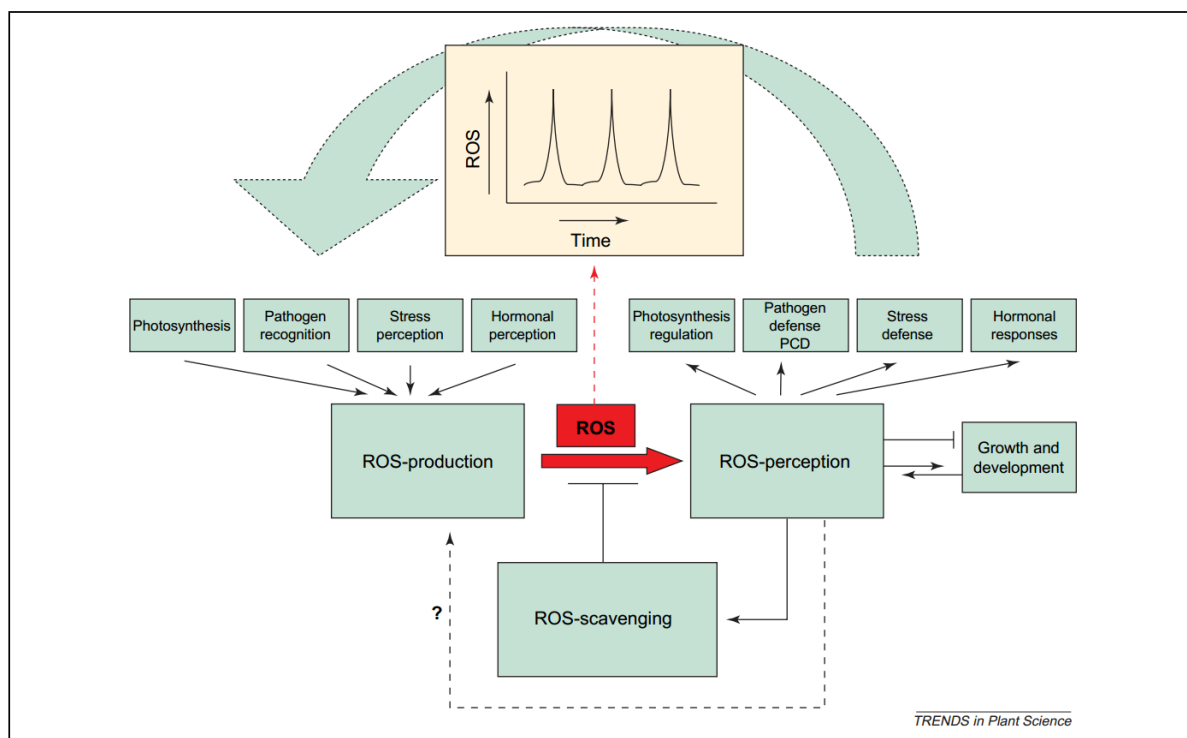 ROS
Time
Photosynthesis
Pathogen
recognition
Stress
perception
Hormonal
perception
Photosynthesis
regulation
Pathogen
defense
PCD
Stress
defense
Hormonal
responses
ROS-production
ROS
ROS-perception
Growth and
development
?
ROS-scavenging
TRENDS in Plant Science